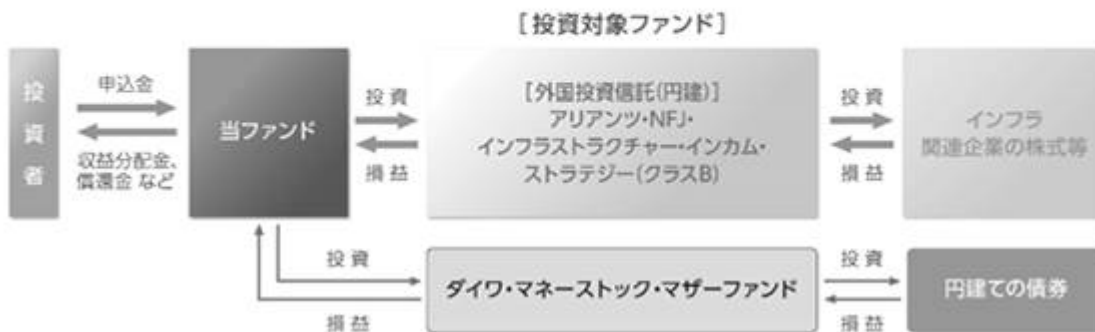 [投資対象ファンド]
投資者
申込金
収益分配金、
償還金 など
当ファンド
投資
損益
[外国投資信託(円建)]
アリアンツ・NFJ・
インフラストラクチャー・インカム・
ストラテジー(クラスB)
投資
損益
インフラ
関連企業の株式等
投資
損益
ダイワ・マネーストック・マザーファンド
投資
損益
円建ての債券